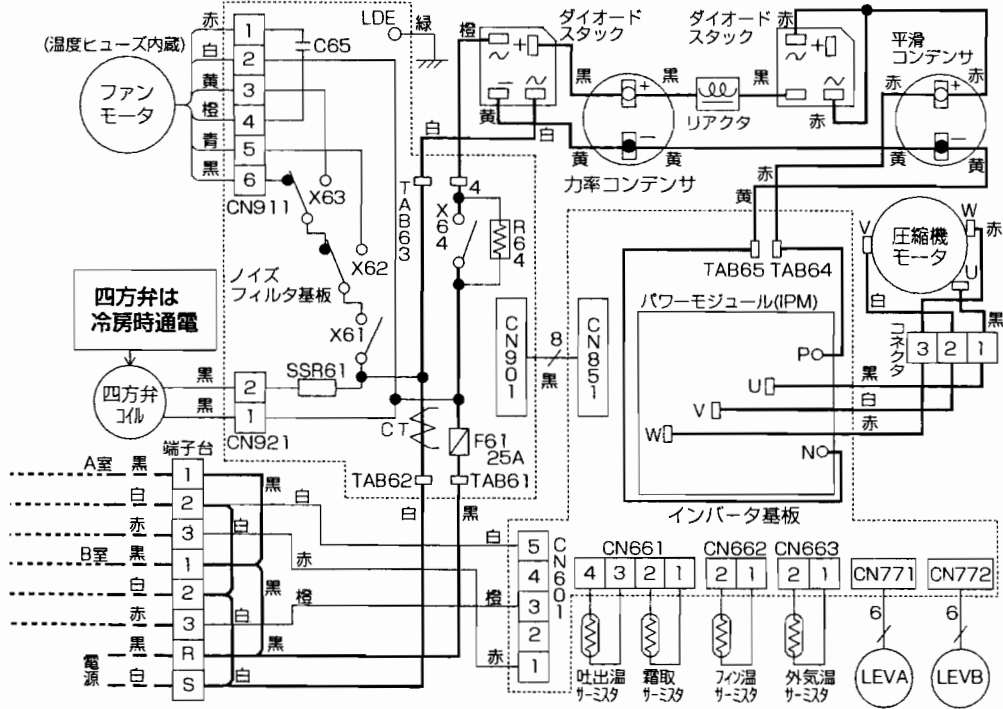 (温度ヒューズ内蔵)
ファン
モータ
赤
白
黄
橙
青
黒
1
2
3
4
5
6
CN911
C65
X63
X62
X61
LDE
緑
ノイズ
フィルタ基板
四方弁は
冷房時通電
四方弁
コイル
黒
黒
2
1
CN921
SSR61
CT
TAB63
白
橙
4
X64
R64
F61
25A
TAB62
TAB61
白
黒
ダイオード
スタック
+
~
~
−
黄
白
黒
黄
力率コンデンサ
+
−
黒
黄
リアクタ
黒
ダイオード
スタック
赤
~
+
~
赤
平滑
コンデンサ
赤
赤
+
−
黄
黄
赤
黄
TAB65
TAB64
圧縮機
モータ
V
W
U
赤
白
黒
コネクタ
3
2
1
CN901
8
黒
CN851
パワーモジュール(IPM)
P
U
V
W
N
黒
白
赤
インバータ基板
端子台
A室
黒
白
赤
B室
黒
白
赤
電源
黒
白
1
2
3
1
2
3
R
S
黒
白
白
黒
白
黒
白
赤
橙
白
橙
赤
5
4
3
2
1
CN601
CN661
4
3
2
1
CN662
2
1
CN663
2
1
CN771
CN772
吐出温
サーミスタ
霜取
サーミスタ
フィン温
サーミスタ
外気温
サーミスタ
6
6
LEVA
LEVB